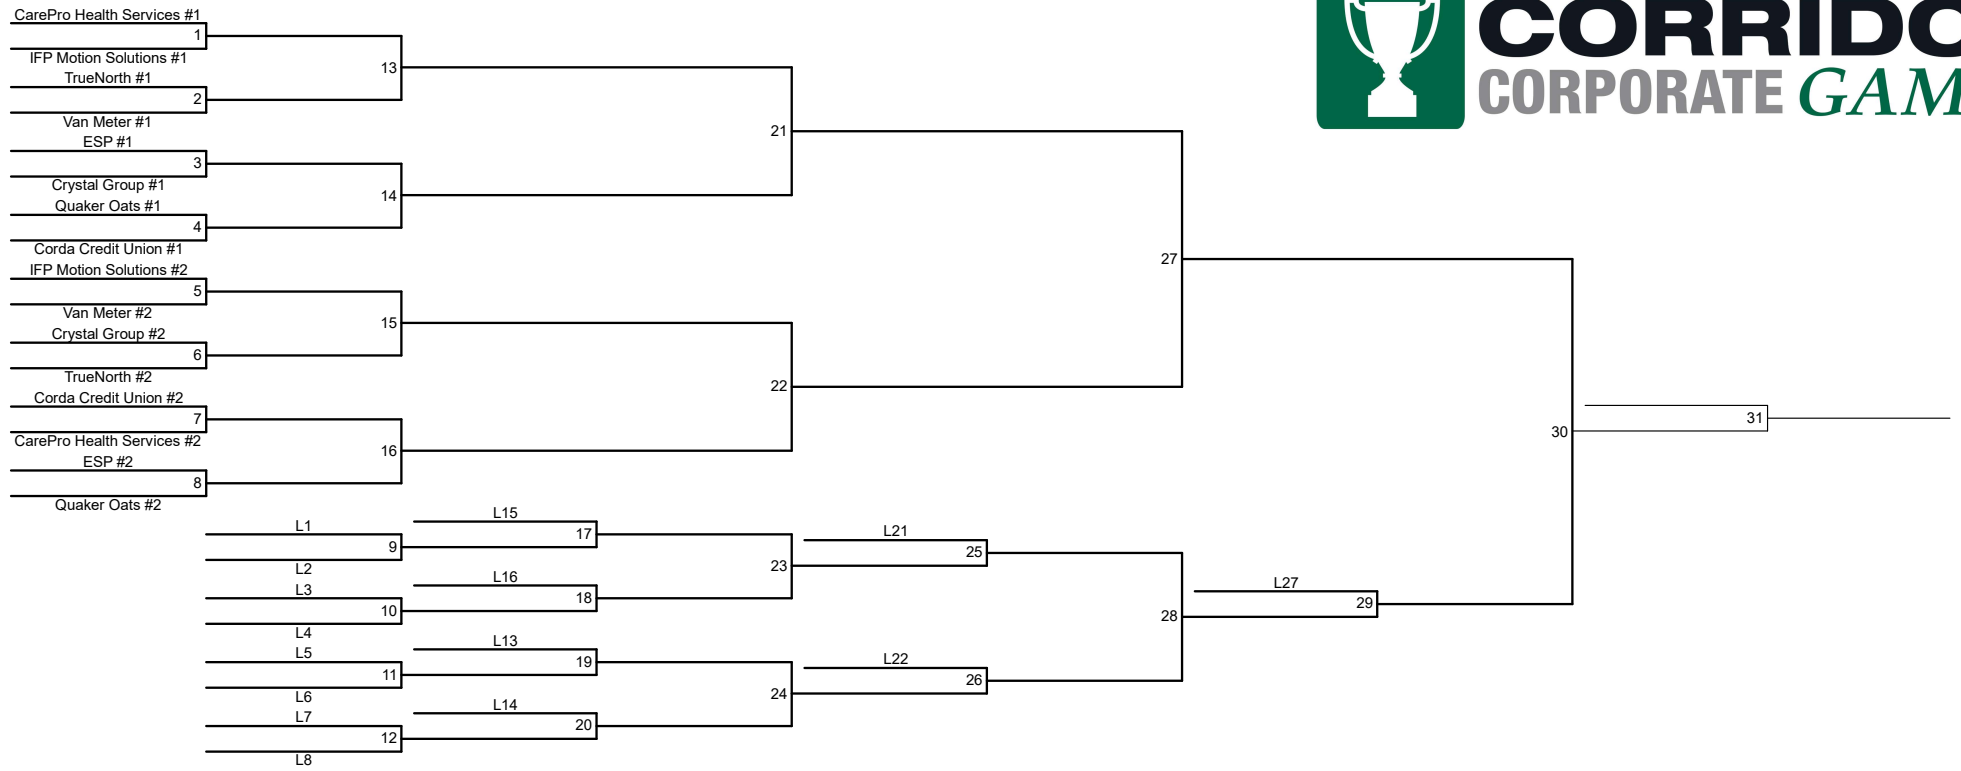 CarePro Health Services #1
1
IFP Motion Solutions #1
TrueNorth #1
2
Van Meter #1
ESP #1
3
Crystal Group #1
Quaker Oats #1
4
Corda Credit Union #1
IFP Motion Solutions #2
5
Van Meter #2
Crystal Group #2
6
TrueNorth #2
Corda Credit Union #2
7
CarePro Health Services #2
ESP #2
8
Quaker Oats #2
13
14
15
16
21
22
27
30
31
L1
9
L2
L3
10
L4
L5
11
L6
L7
12
L8
L15
17
L16
18
L13
19
L14
20
23
24
L21
25
L22
26
28
L27
29
CORRIDO
CORPORATE GAM